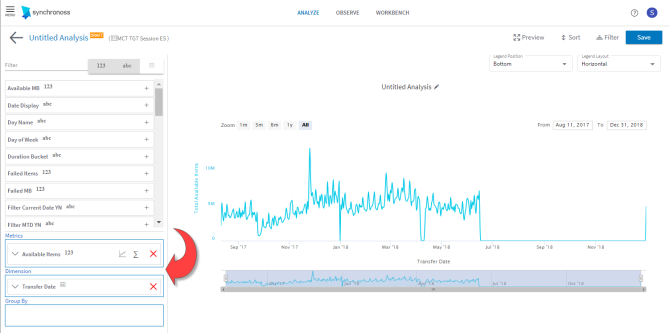 MENU synchronoss ANALYZE OBSERVE WORKBENCH ? S
Untitled Analysis DRAFT (MCT TGT Session ES) Preview Sort Filter Save
Filter 123 abc
Legend Position Legend Layout
Bottom Horizontal
Available MB 123 +
Date Display abc +
Day Name abc +
Day of Week abc +
Duration Bucket abc +
Failed Items 123 +
Failed MB 123 +
Filter Current Date YN abc +
Filter MTD YN abc +
Metrics
Available Items 123 Σ
Dimension
Transfer Date
Group By
Untitled Analysis
Zoom 1m 3m 6m 1y All From Aug 11, 2017 To Dec 31, 2018
Total Available Items
10M
5M
0
Sep '17 Nov '17 Jan '18 Mar '18 May '18 Jul '18 Sep '18 Nov '18
Transfer Date
Jan '18 Jul '18